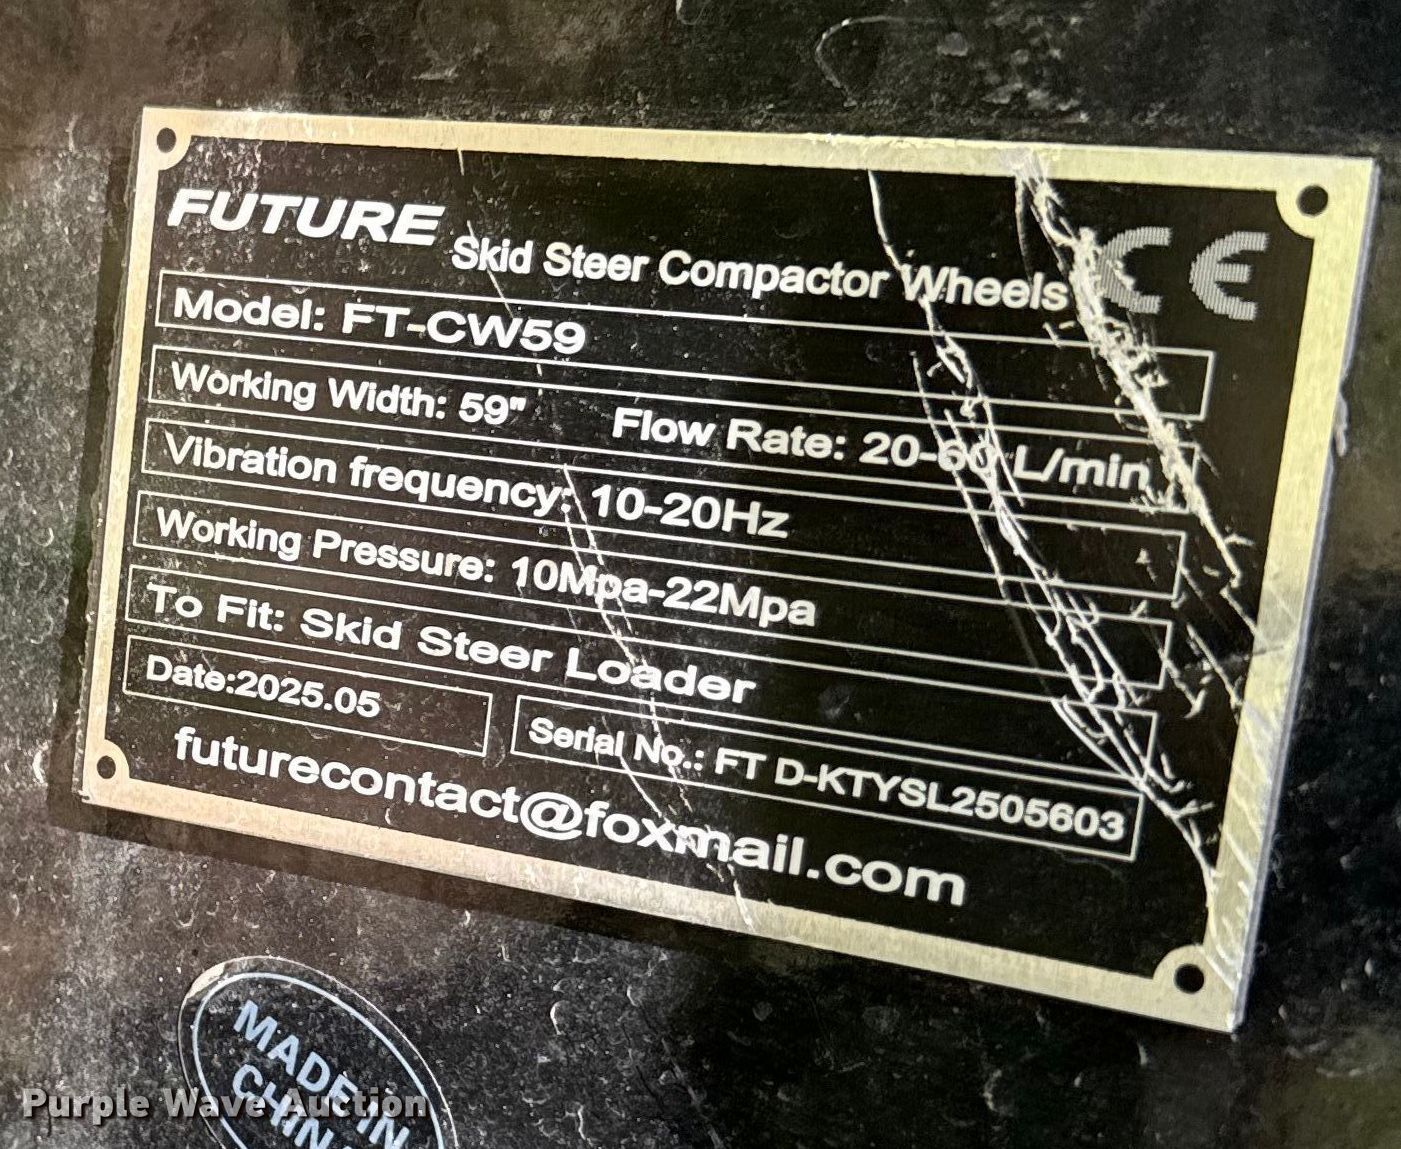 FUTURE
Skid Steer Compactor Wheels CE
Model: FT-CW59
Working Width: 59" Flow Rate: 20-60 L/min
Vibration frequency: 10-20Hz
Working Pressure: 10Mpa-22Mpa
To Fit: Skid Steer Loader
Date:2025.05 Serial No.: FT D-KTYSL2505603
futurecontact@foxmail.com
MADE IN
CHINA
Purple Wave Auction